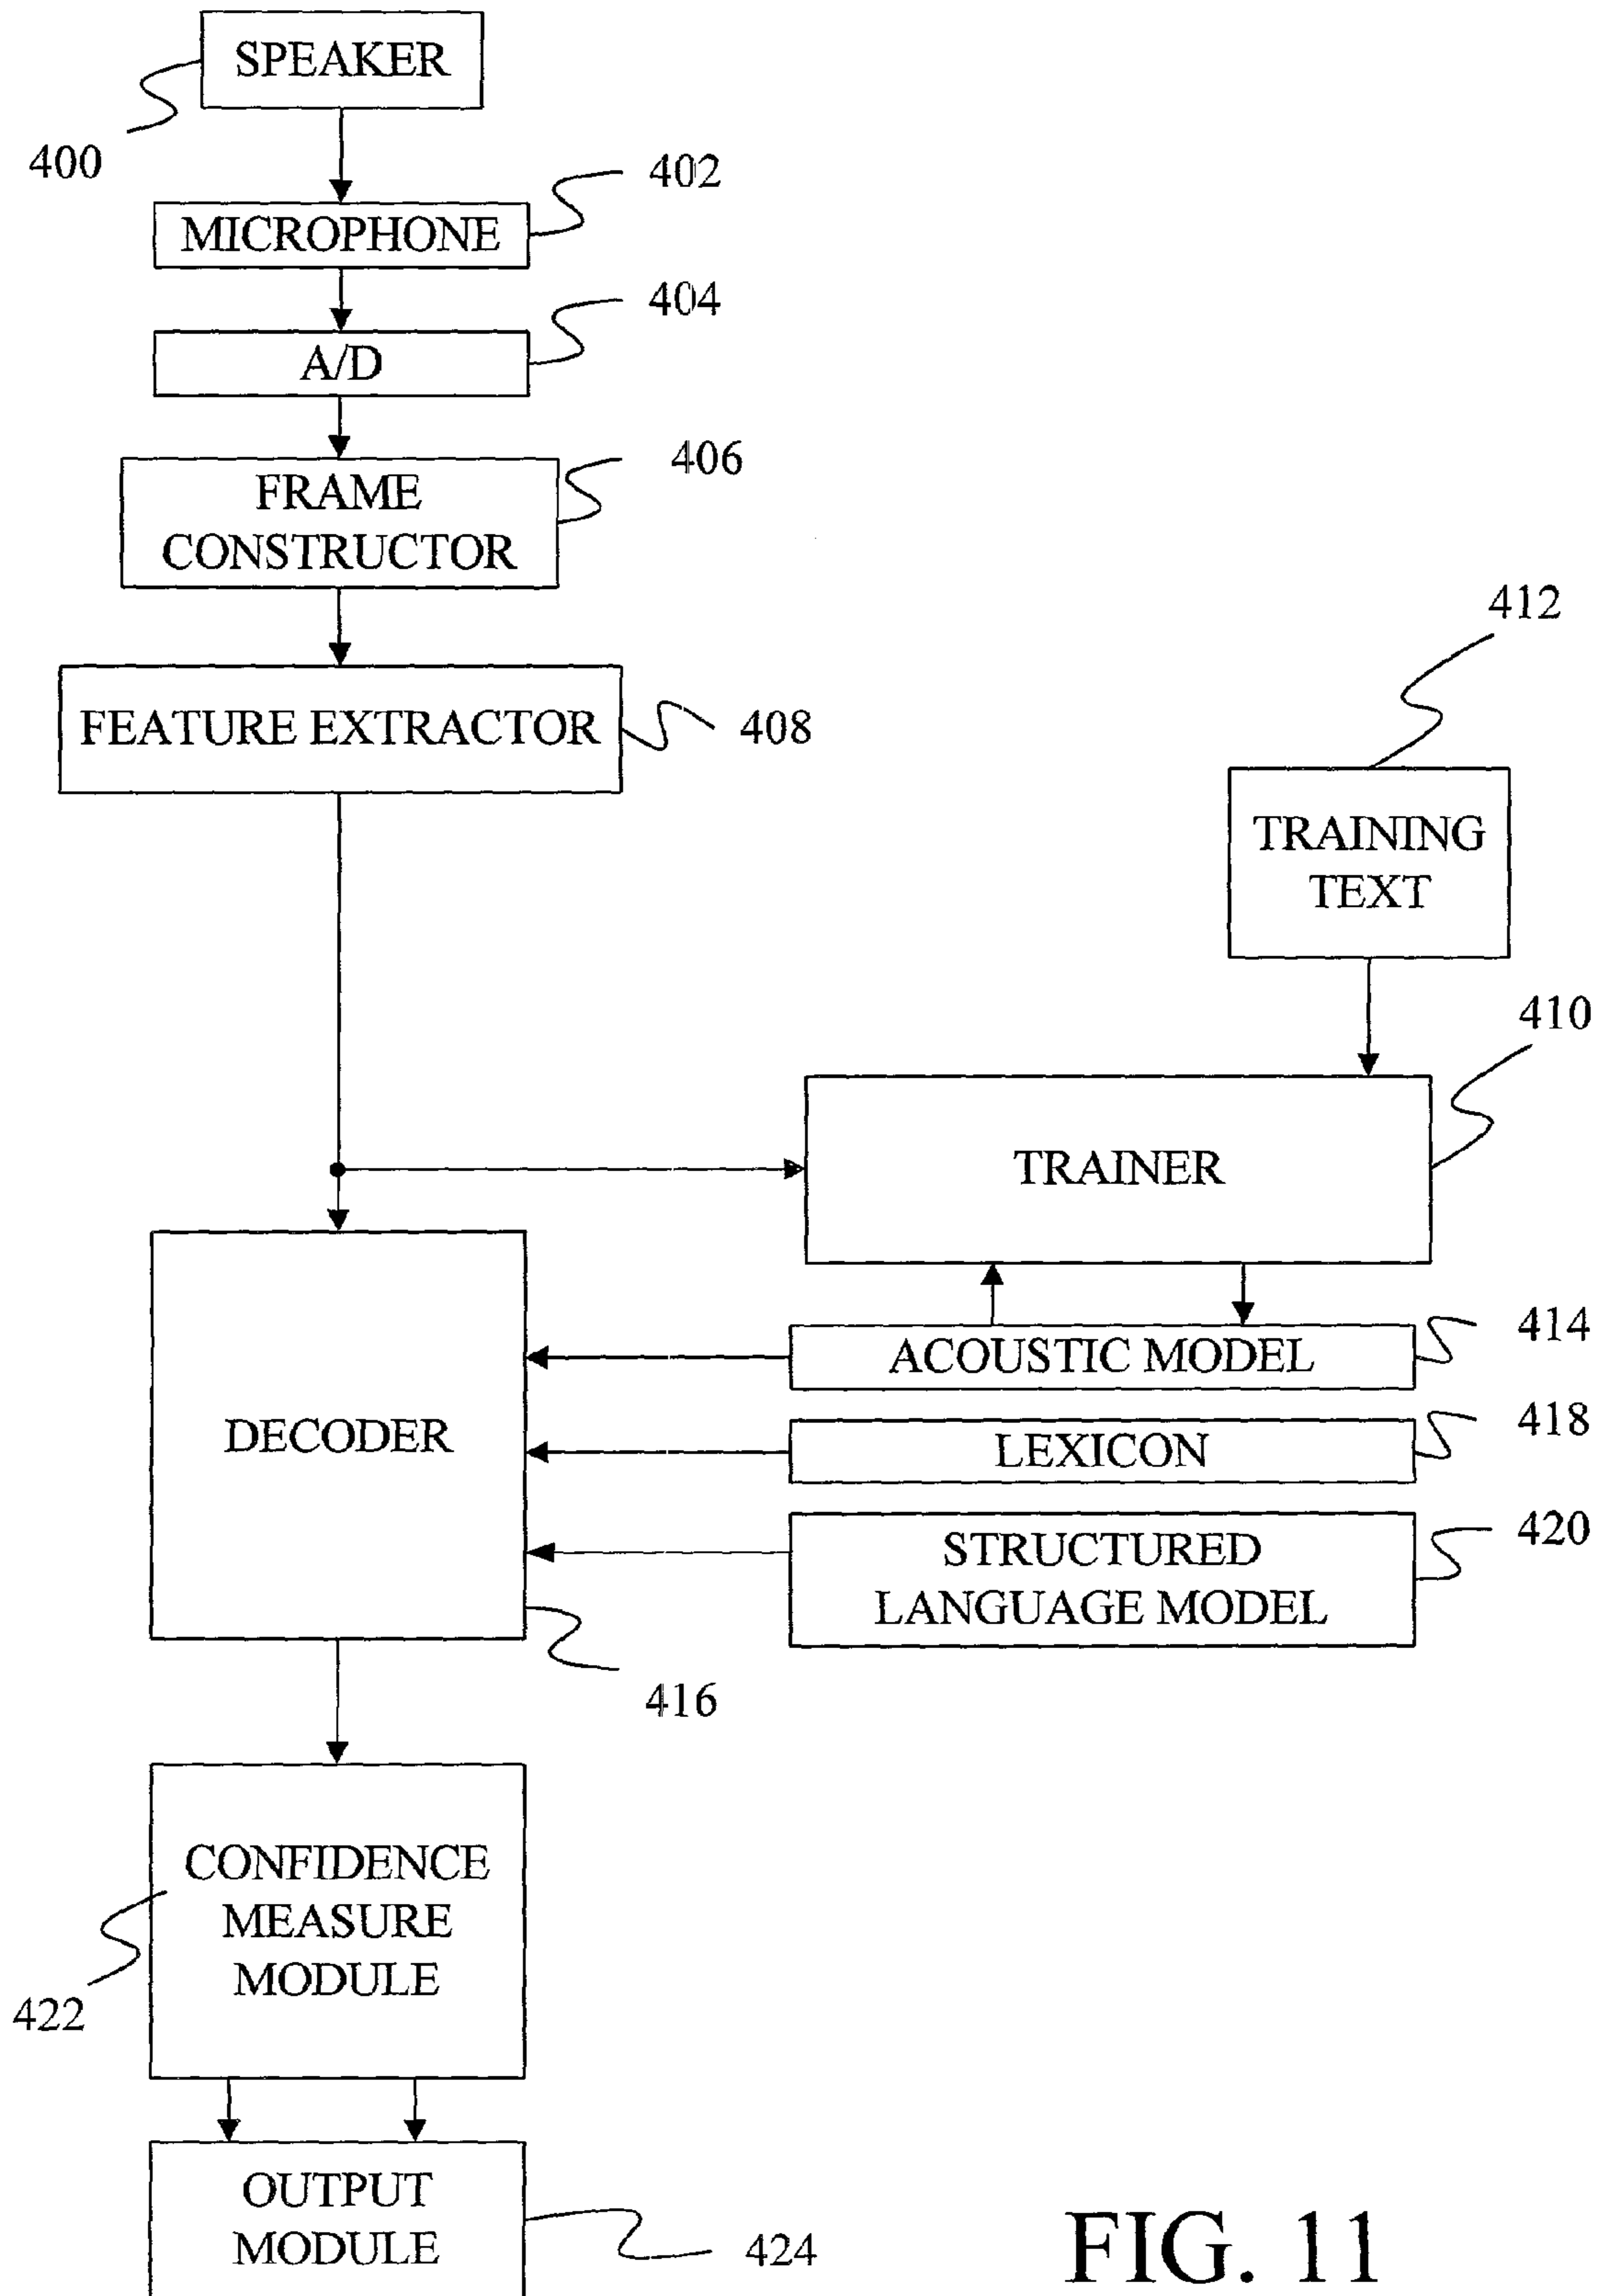 SPEAKER
400
402
MICROPHONE
404
A/D
406
FRAME
CONSTRUCTOR
412
FEATURE EXTRACTOR
408
TRAINING
TEXT
410
TRAINER
414
ACOUSTIC MODEL
418
DECODER
LEXICON
420
STRUCTURED
LANGUAGE MODEL
416
CONFIDENCE
MEASURE
MODULE
422
OUTPUT
MODULE
424
FIG. 11